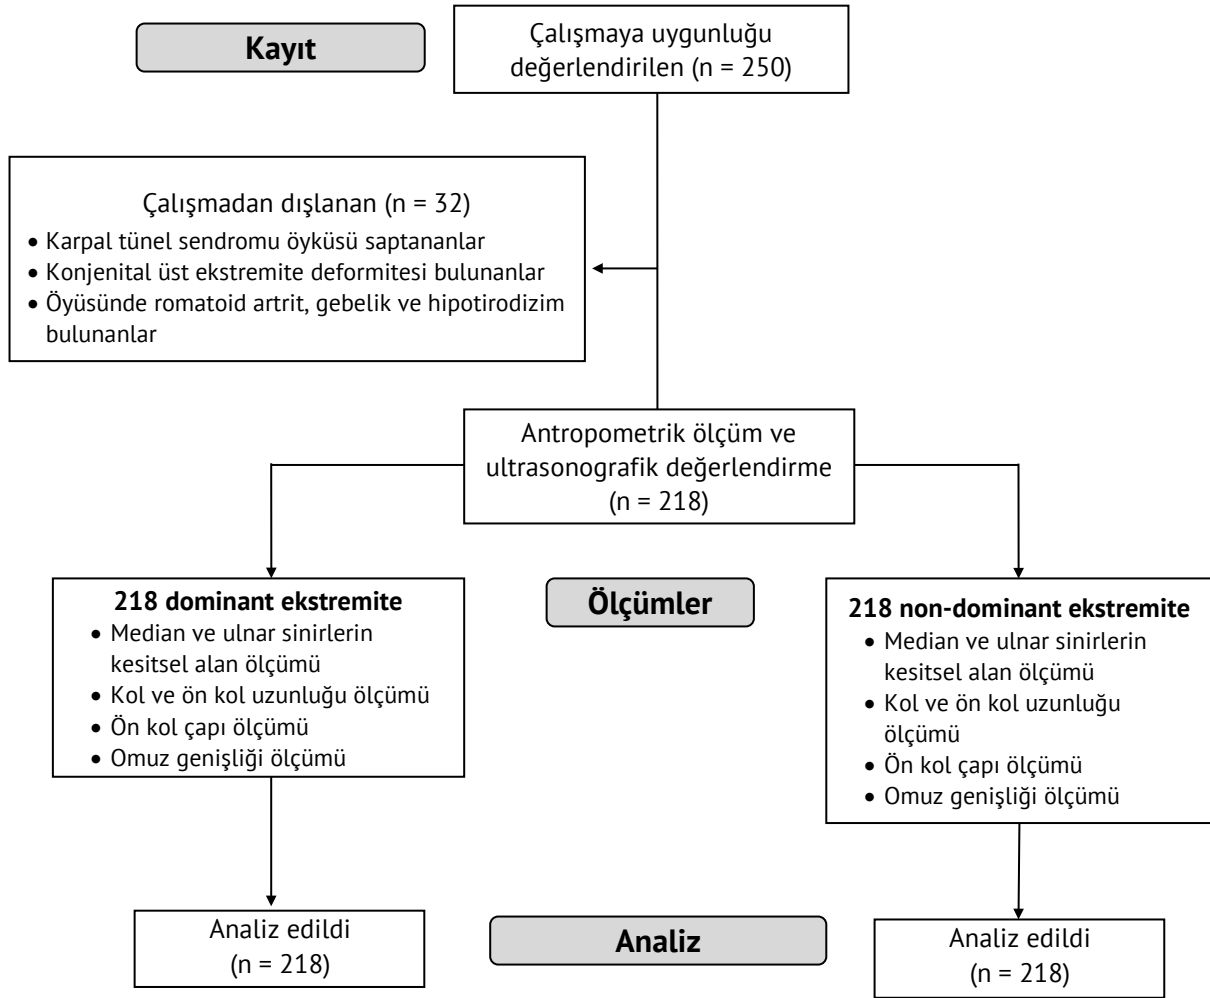 Kayıt
Çalışmaya uygunluğu
değerlendirilen (n = 250)
Çalışmadan dışlanan (n = 32)
• Karpal tünel sendromu öyküsü saptananlar
• Konjenital üst ekstremite deformitesi bulunanlar
• Öyüsünde romatoid artrit, gebelik ve hipotirodizim
bulunanlar
Antropometrik ölçüm ve
ultrasonografik değerlendirme
(n = 218)
218 dominant ekstremite
• Median ve ulnar sinirlerin
kesitsel alan ölçümü
• Kol ve ön kol uzunluğu ölçümü
• Ön kol çapı ölçümü
• Omuz genişliği ölçümü
Ölçümler
218 non-dominant ekstremite
• Median ve ulnar sinirlerin
kesitsel alan ölçümü
• Kol ve ön kol uzunluğu
ölçümü
• Ön kol çapı ölçümü
• Omuz genişliği ölçümü
Analiz edildi
(n = 218)
Analiz
Analiz edildi
(n = 218)